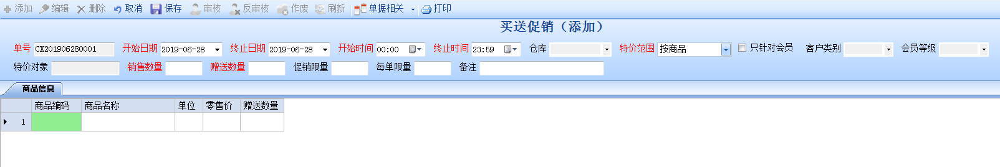 添加 编辑 删除 取消 保存 审核 反审核 作废 刷新 单据相关 打印
买送促销（添加）
单号 CX201906280001 开始日期 2019-06-28 终止日期 2019-06-28 开始时间 00:00 终止时间 23:59 仓库 特价范围 按商品 只针对会员 客户类别 会员等级
特价对象 销售数量 赠送数量 促销限量 每单限量 备注
商品信息
商品编码 商品名称 单位 零售价 赠送数量
1